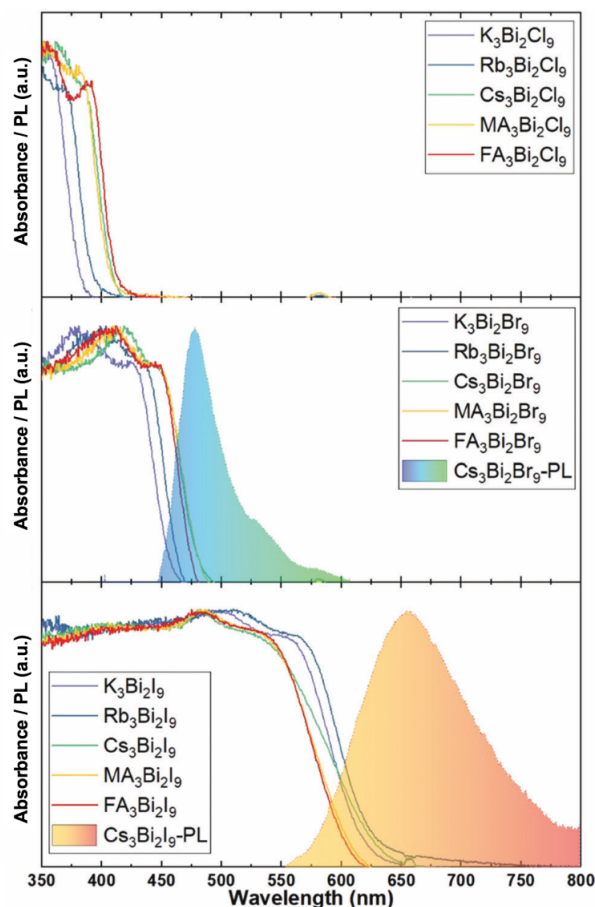 Absorbance / PL (a.u.)
K₃Bi₂Cl₉
Rb₃Bi₂Cl₉
Cs₃Bi₂Cl₉
MA₃Bi₂Cl₉
FA₃Bi₂Cl₉
Absorbance / PL (a.u.)
K₃Bi₂Br₉
Rb₃Bi₂Br₉
Cs₃Bi₂Br₉
MA₃Bi₂Br₉
FA₃Bi₂Br₉
Cs₃Bi₂Br₉-PL
Absorbance / PL (a.u.)
K₃Bi₂I₉
Rb₃Bi₂I₉
Cs₃Bi₂I₉
MA₃Bi₂I₉
FA₃Bi₂I₉
Cs₃Bi₂I₉-PL
350 400 450 500 550 600 650 700 750 800
Wavelength (nm)